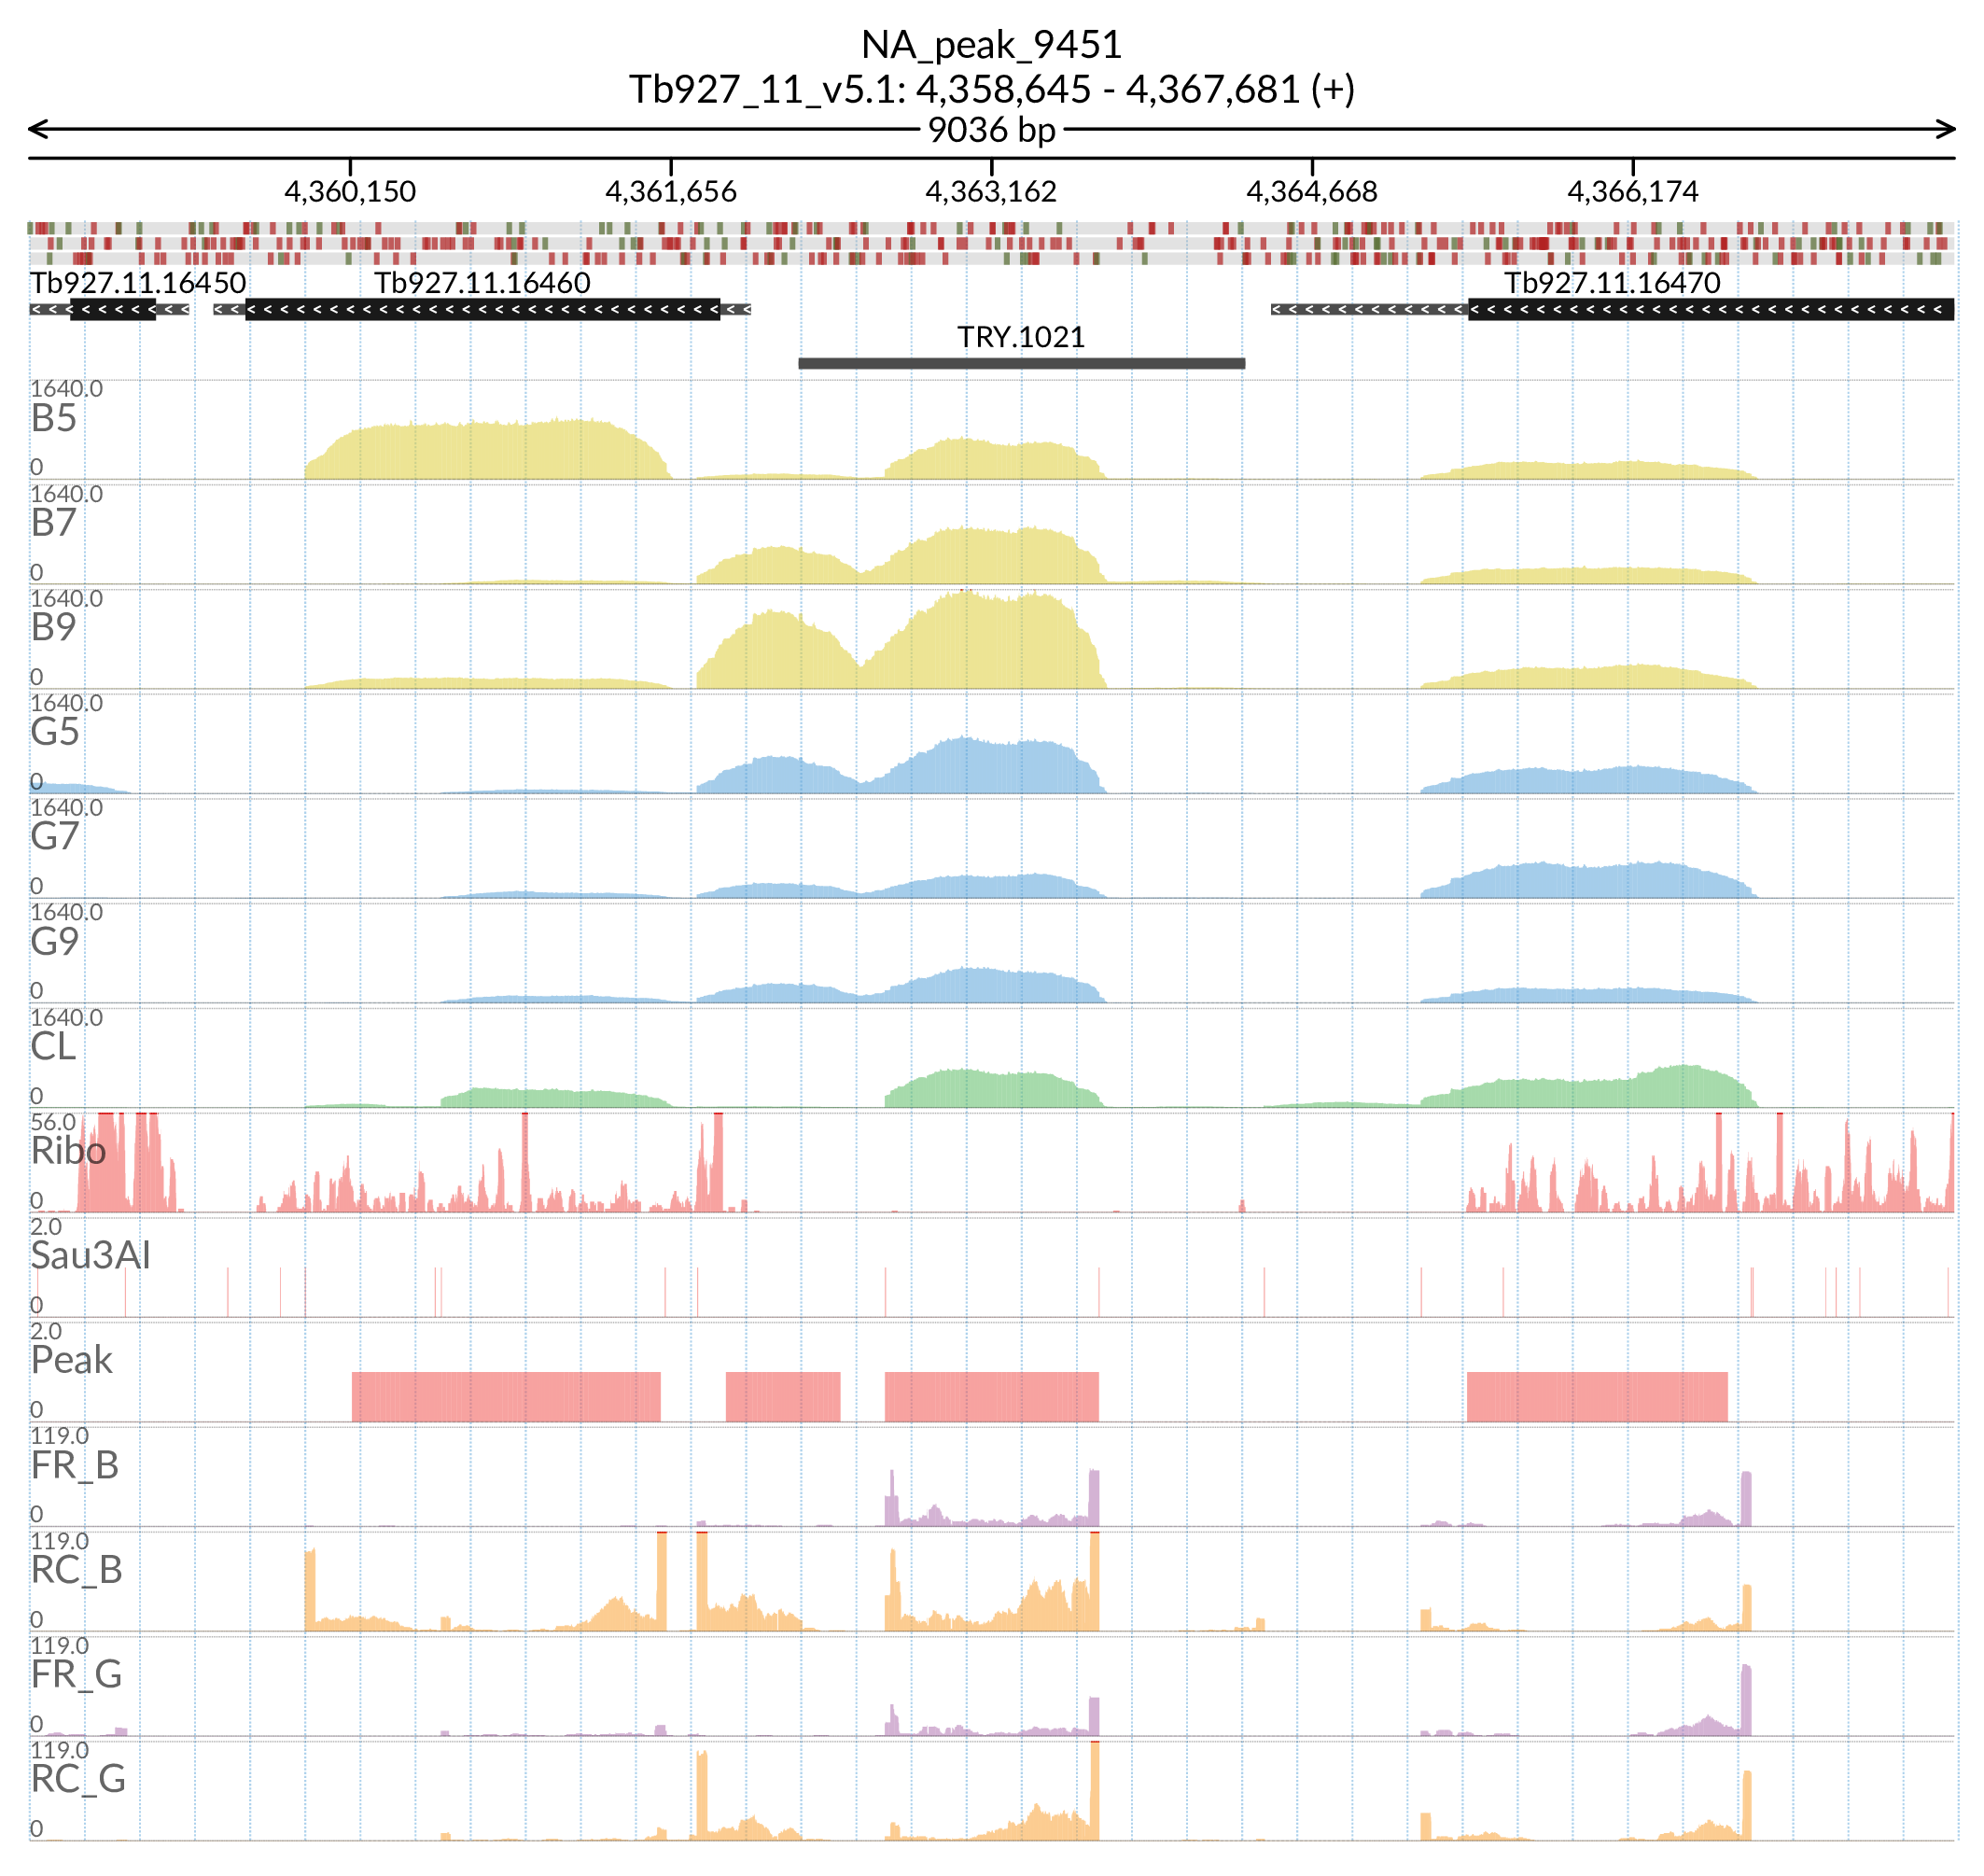 NA_peak_9451
Tb927_11_v5.1: 4,358,645 - 4,367,681 (+)
9036 bp
4,360,150 4,361,656 4,363,162 4,364,668 4,366,174
Tb927.11.16450 Tb927.11.16460 Tb927.11.16470
TRY.1021
1640.0
B5
0
1640.0
B7
0
1640.0
B9
0
1640.0
G5
0
1640.0
G7
0
1640.0
G9
0
1640.0
CL
0
56.0
Ribo
0
2.0
Sau3AI
0
2.0
Peak
0
119.0
FR_B
0
119.0
RC_B
0
119.0
FR_G
0
119.0
RC_G
0